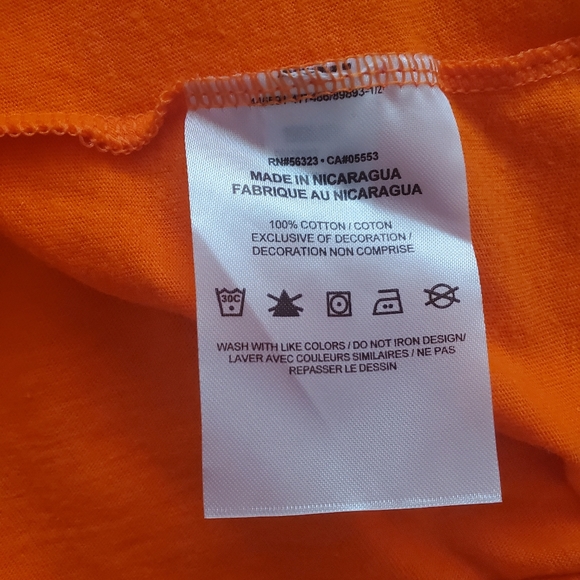 RN#56323 • CA#05553
MADE IN NICARAGUA
FABRIQUE AU NICARAGUA
100% COTTON / COTON
EXCLUSIVE OF DECORATION /
DECORATION NON COMPRISE
30C
WASH WITH LIKE COLORS / DO NOT IRON DESIGN/
LAVER AVEC COULEURS SIMILAIRES / NE PAS
REPASSER LE DESSIN